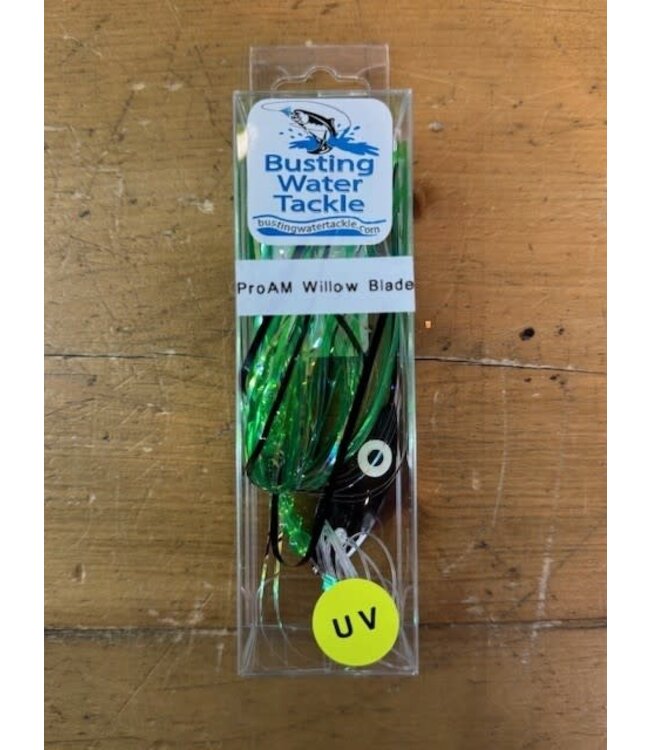 Busting
Water
Tackle
bustingwatertackle.com
ProAM Willow Blade
UV